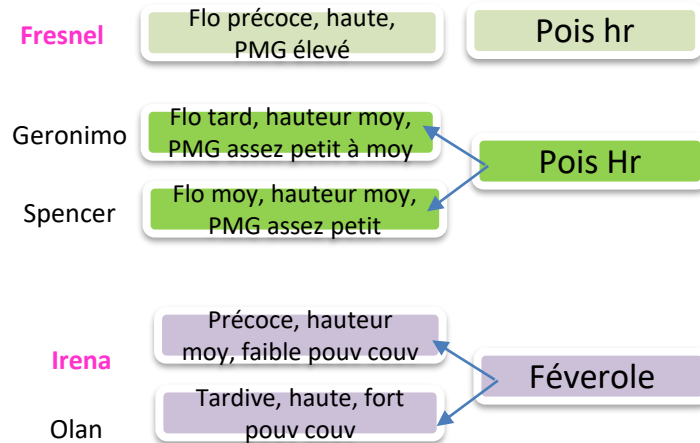 Fresnel
Flo précoce, haute,
PMG élevé
Pois hr
Geronimo
Flo tard, hauteur moy,
PMG assez petit à moy
Pois Hr
Spencer
Flo moy, hauteur moy,
PMG assez petit
Irena
Précoce, hauteur
moy, faible pouv couv
Féverole
Olan
Tardive, haute, fort
pouv couv